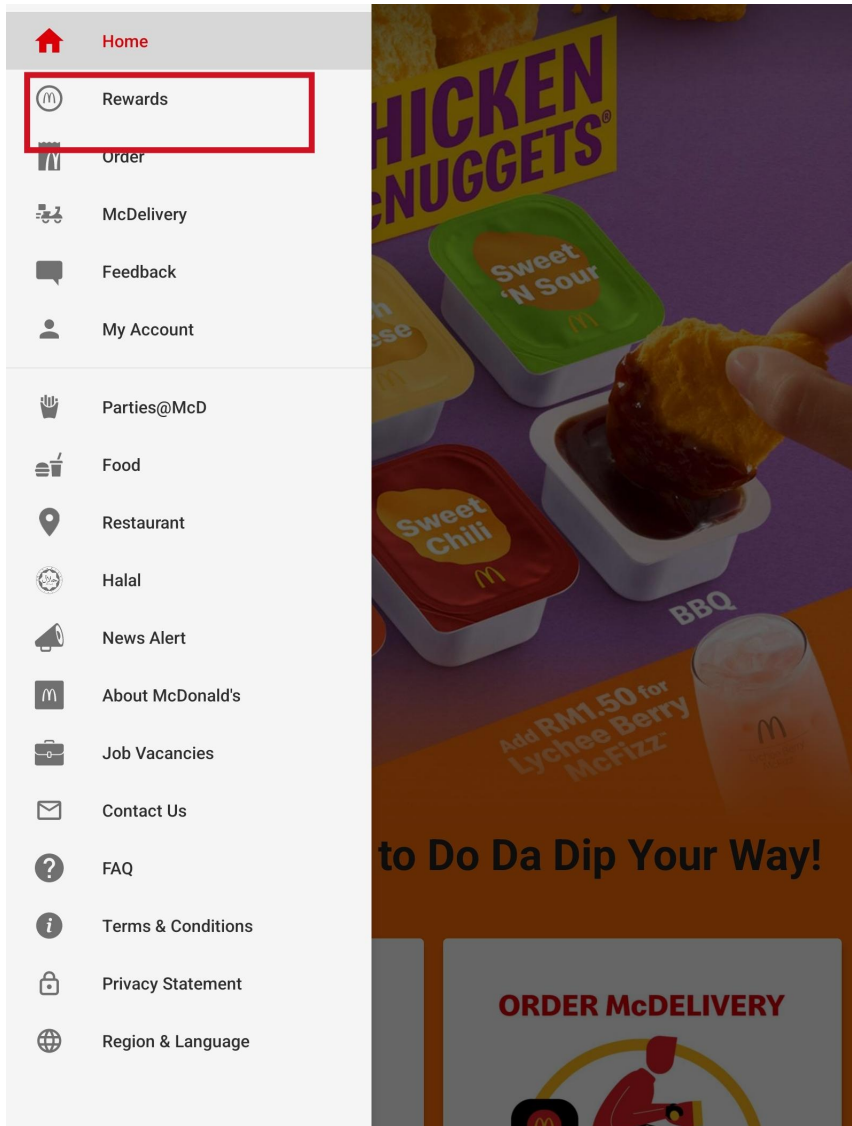 Home
Rewards
Order
McDelivery
Feedback
My Account
Parties@McD
Food
Restaurant
Halal
News Alert
About McDonald's
Job Vacancies
Contact Us
FAQ
Terms & Conditions
Privacy Statement
Region & Language
HICKEN
NUGGETS®
Sweet
'N Sour
Sweet
Chili
BBQ
Add RM1.50 for
Lychee Berry
McFizz™
to Do Da Dip Your Way!
ORDER McDELIVERY